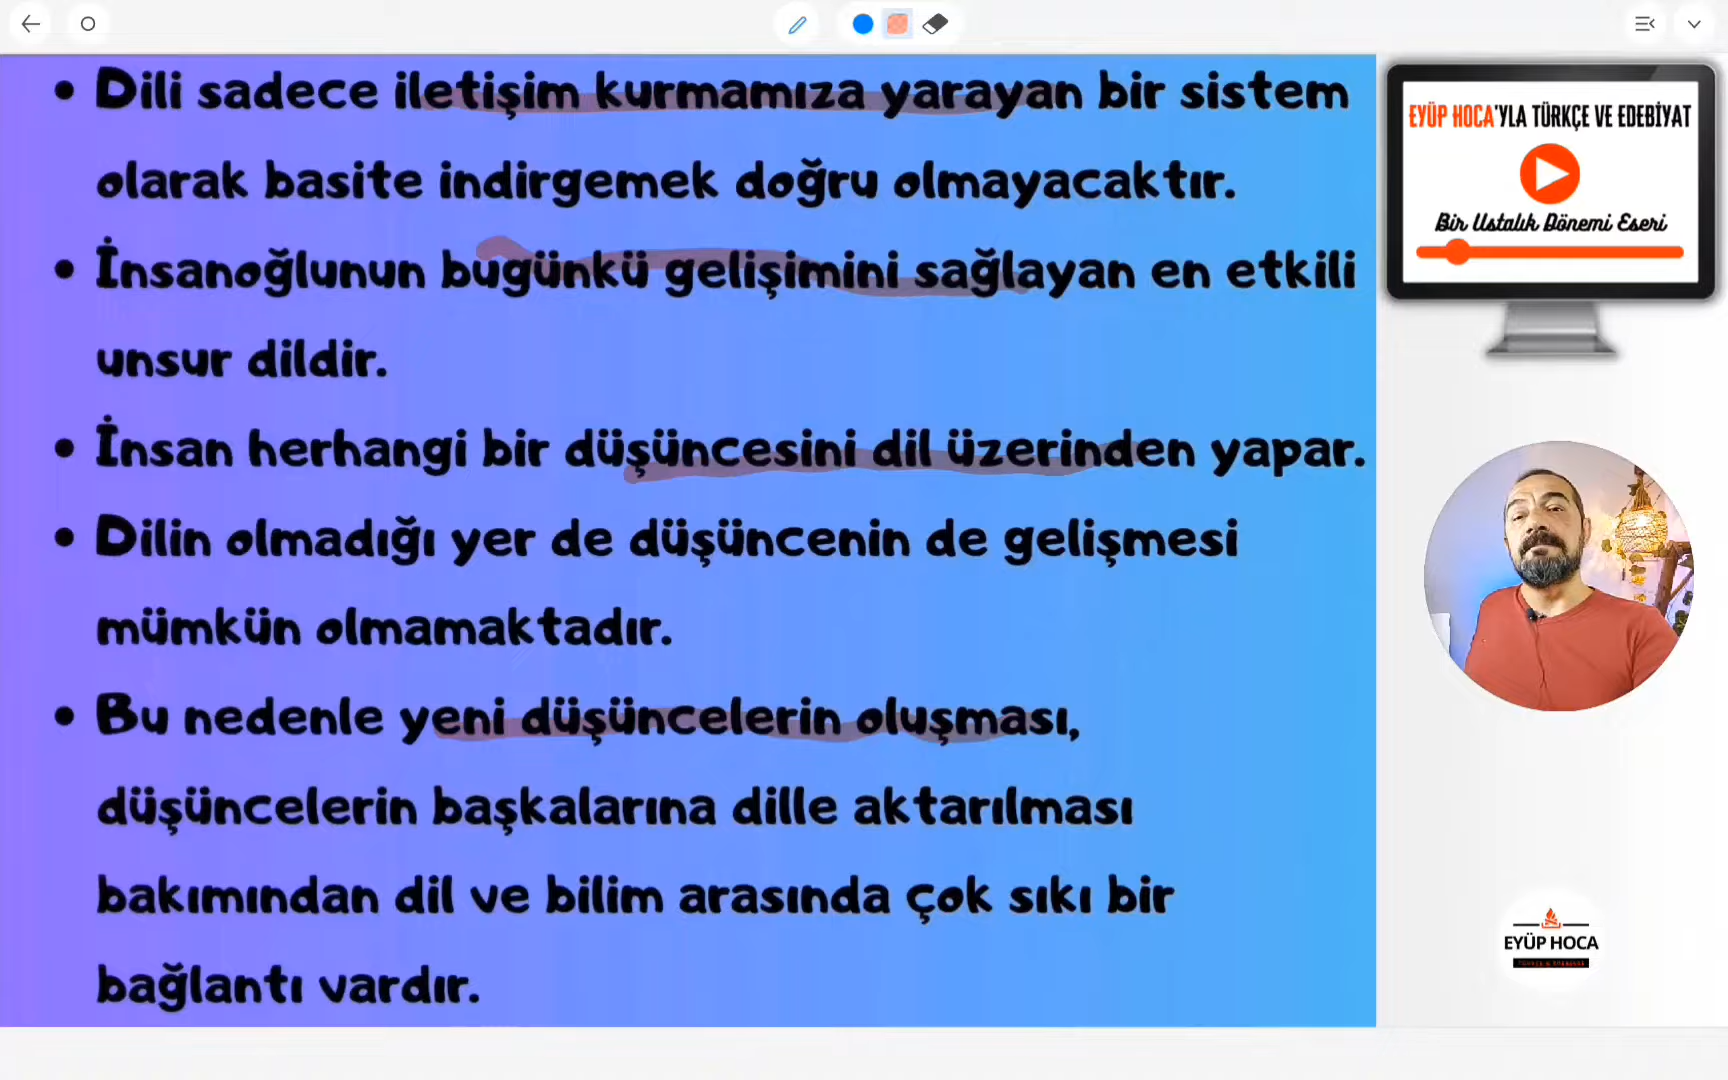 • Dili sadece iletişim kurmamıza yarayan bir sistem
olarak basite indirgemek doğru olmayacaktır.
• İnsanoğlunun bugünkü gelişimini sağlayan en etkili
unsur dildir.
• İnsan herhangi bir düşüncesini dil üzerinden yapar.
• Dilin olmadığı yer de düşüncenin de gelişmesi
mümkün olmamaktadır.
• Bu nedenle yeni düşüncelerin oluşması,
düşüncelerin başkalarına dille aktarılması
bakımından dil ve bilim arasında çok sıkı bir
bağlantı vardır.
EYÜP HOCA'YLA TÜRKÇE VE EDEBİYAT
Bir Ustalık Dönemi Eseri
EYÜP HOCA